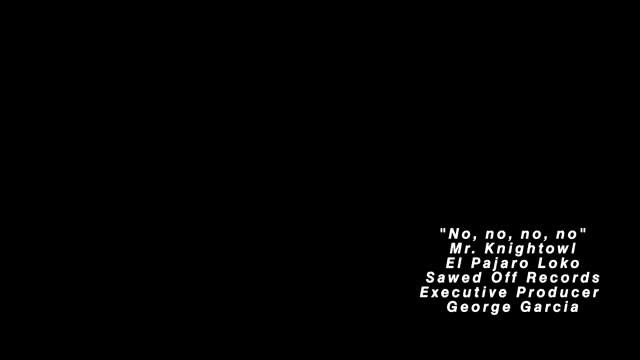 "No, no, no, no"
Mr. Knightowl
El Pajaro Loko
Sawed Off Records
Executive Producer
George Garcia